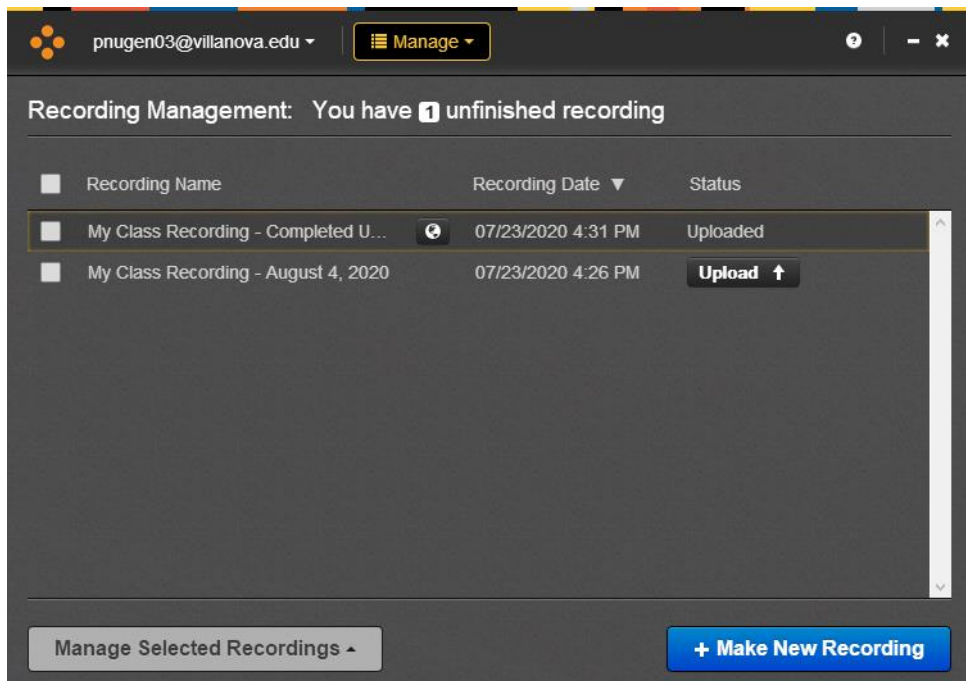 pnugen03@villanova.edu Manage ?
Recording Management: You have 1 unfinished recording
Recording Name Recording Date ▼ Status
My Class Recording - Completed U... 07/23/2020 4:31 PM Uploaded
My Class Recording - August 4, 2020 07/23/2020 4:26 PM Upload
Manage Selected Recordings + Make New Recording